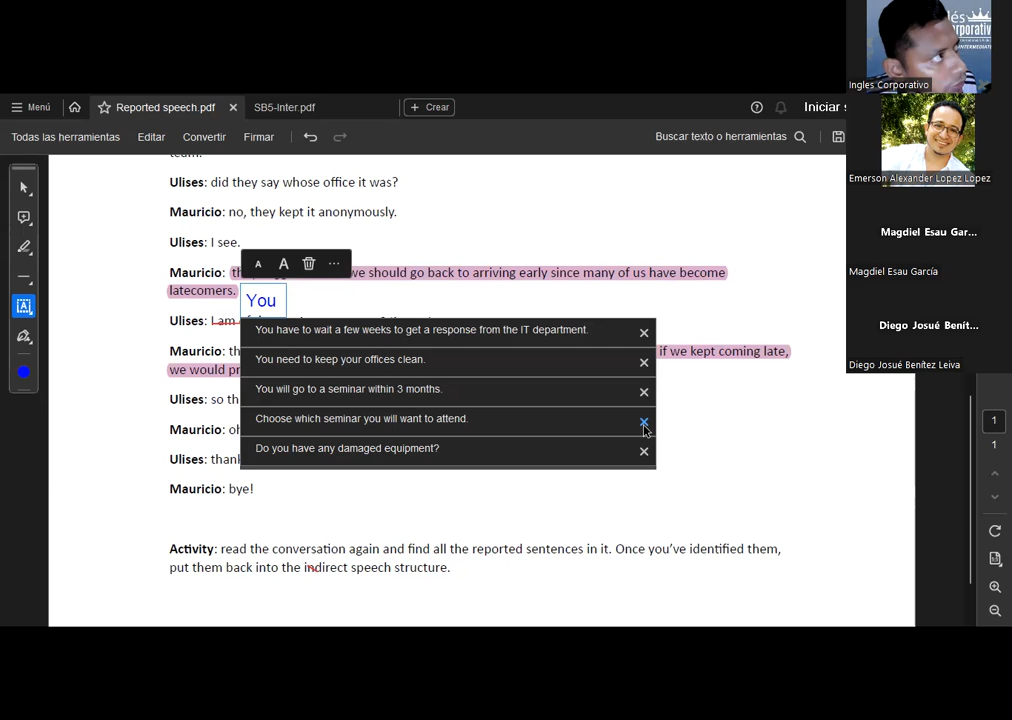 és
orporativ
INTERMEDIATE
Ingles Corporativo
Menú
Reported speech.pdf
SB5-Inter.pdf
Crear
Iniciar s
Todas las herramientas
Editar
Convertir
Firmar
Buscar texto o herramientas
Emerson Alexander Lopez Lopez
Magdiel Esau Gar...
Magdiel Esau García
Diego Josué Benít...
Diego Josué Benítez Leiva
team.
Ulises: did they say whose office it was?
Mauricio: no, they kept it anonymously.
Ulises: I see.
A A ...
Mauricio: we should go back to arriving early since many of us have become
latecomers.
You
Ulises: I am
You have to wait a few weeks to get a response from the IT department.
Mauricio: th if we kept coming late,
You need to keep your offices clean.
we would pr
You will go to a seminar within 3 months.
Ulises: so th
Choose which seminar you will want to attend.
Mauricio: oh
Do you have any damaged equipment?
Ulises: thank
Mauricio: bye!
Activity: read the conversation again and find all the reported sentences in it. Once you've identified them,
put them back into the indirect speech structure.
1
1